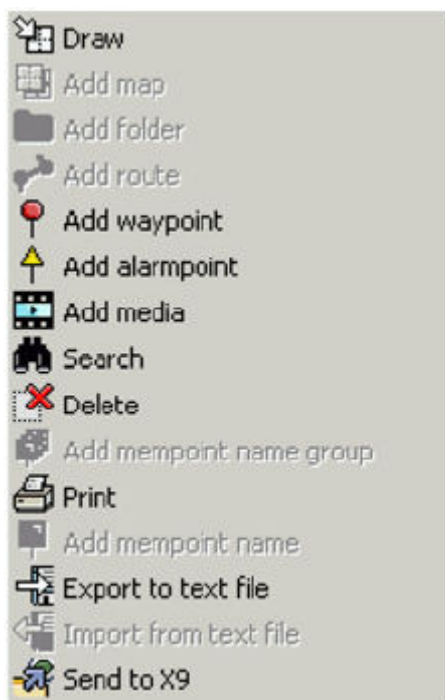 Draw
Add map
Add folder
Add route
Add waypoint
Add alarmpoint
Add media
Search
Delete
Add mempoint name group
Print
Add mempoint name
Export to text file
Import from text file
Send to X9